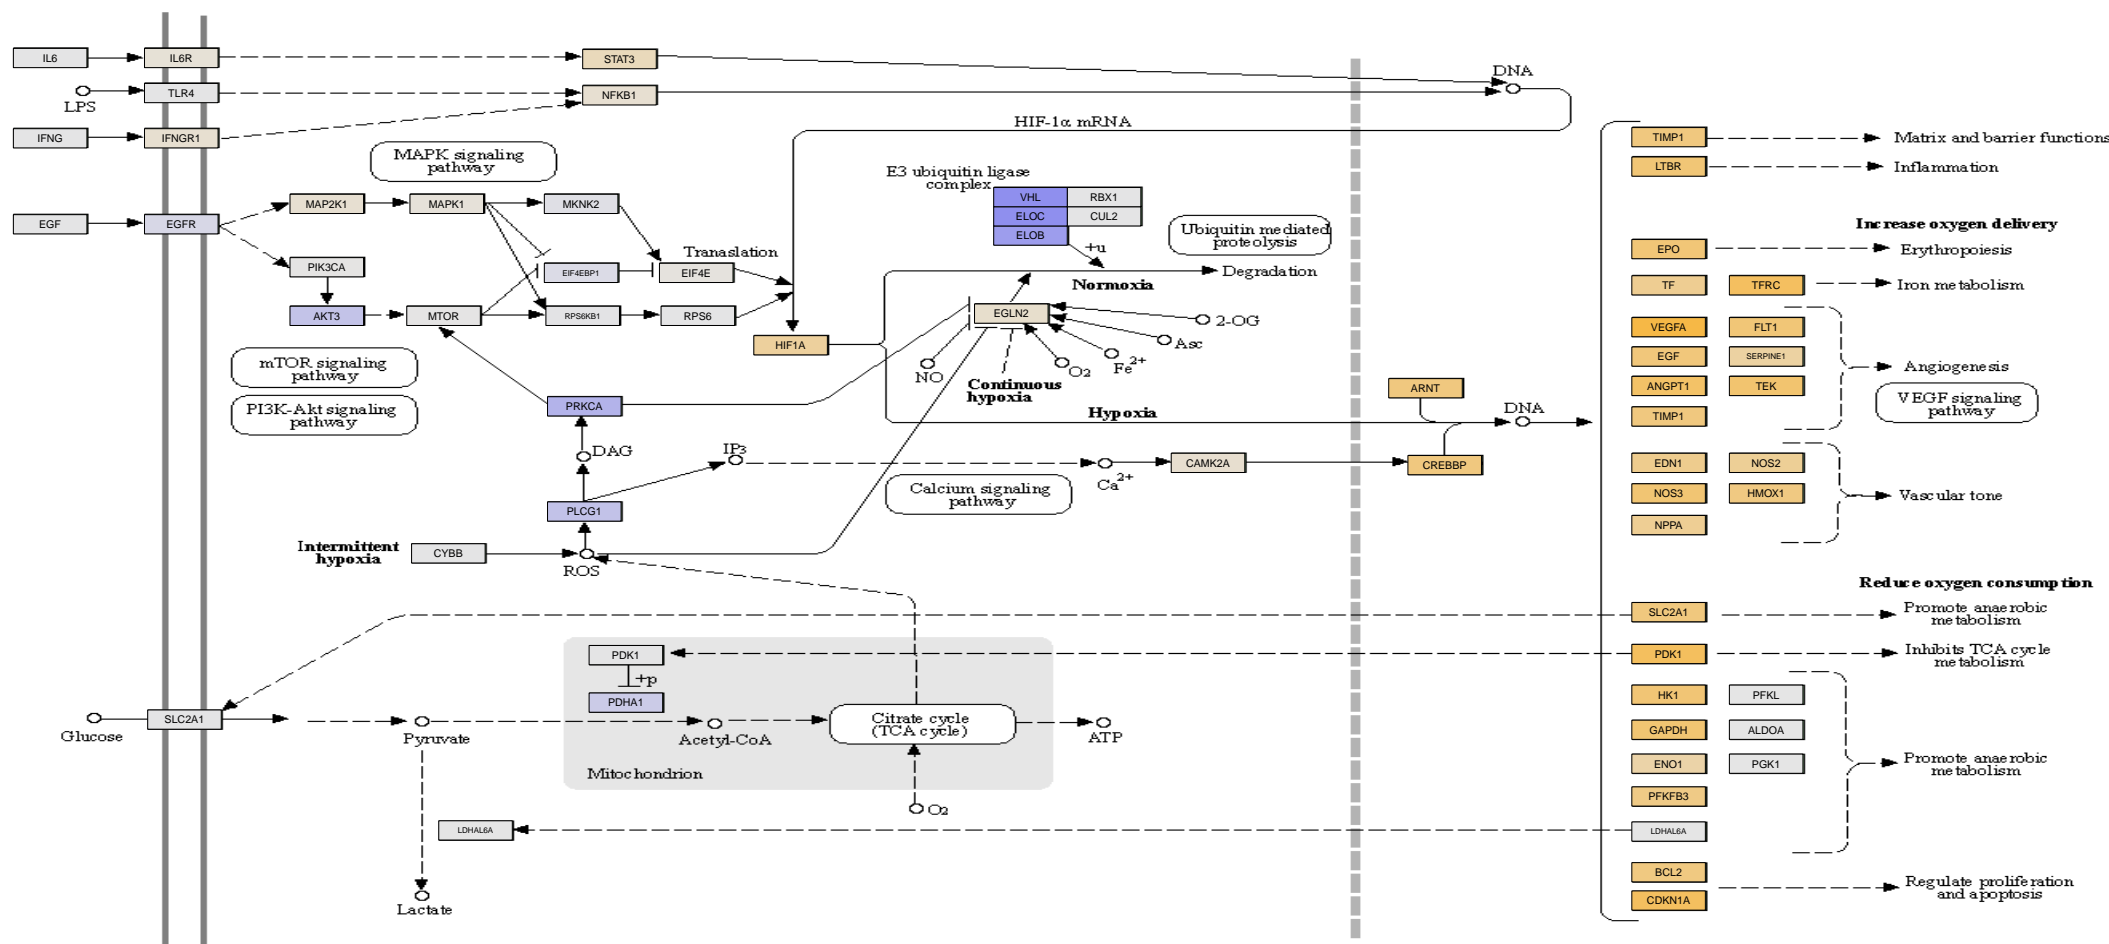 IL6
IL6R
STAT3
DNA
LPS
TLR4
NFKB1
IFNG
IFNGR1
HIF-1α mRNA
MAPK signaling
pathway
E3 ubiquitin ligase
complex
VHL
RBX1
ELOC
CUL2
ELOB
+u
Ubiquitin mediated
proteolysis
MAP2K1
MAPK1
MKNK2
EGF
EGFR
Tranaslation
PIK3CA
EIF4EBP1
EIF4E
Degradation
Normoxia
AKT3
MTOR
RPS6KB1
RPS6
EGLN2
2-OG
HIF1A
Asc
mTOR signaling
pathway
NO
O2
Fe2+
PI3K-Akt signaling
pathway
PRKCA
Continuous
hypoxia
ARNT
Hypoxia
DNA
DAG
IP3
Ca2+
CAMK2A
CREBBP
Calcium signaling
pathway
PLCG1
Intermittent
hypoxia
CYBB
ROS
PDK1
+p
PDHA1
Glucose
SLC2A1
Pyruvate
Acetyl-CoA
Citrate cycle
(TCA cycle)
ATP
Mitochondrion
O2
LDHAL6A
Lactate
TIMP1
Matrix and barrier functions
LTBR
Inflammation
Increase oxygen delivery
EPO
Erythropoiesis
TF
TFRC
Iron metabolism
VEGFA
FLT1
EGF
SERPINE1
Angiogenesis
ANGPT1
TEK
VEGF signaling
pathway
TIMP1
EDN1
NOS2
NOS3
HMOX1
Vascular tone
NPPA
Reduce oxygen consumption
SLC2A1
Promote anaerobic
metabolism
PDK1
Inhibits TCA cycle
metabolism
HK1
PFKL
GAPDH
ALDOA
ENO1
PGK1
Promote anaerobic
metabolism
PFKFB3
LDHAL6A
BCL2
CDKN1A
Regulate proliferation
and apoptosis